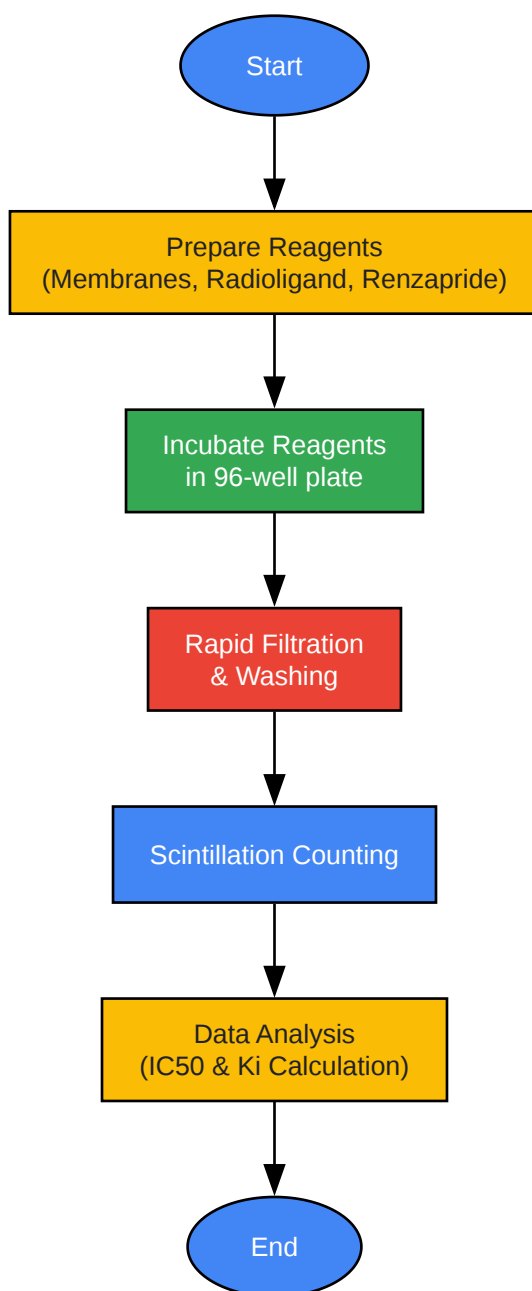 Start
Prepare Reagents
(Membranes, Radioligand, Renzapride)
Incubate Reagents
in 96-well plate
Rapid Filtration
& Washing
Scintillation Counting
Data Analysis
(IC50 & Ki Calculation)
End